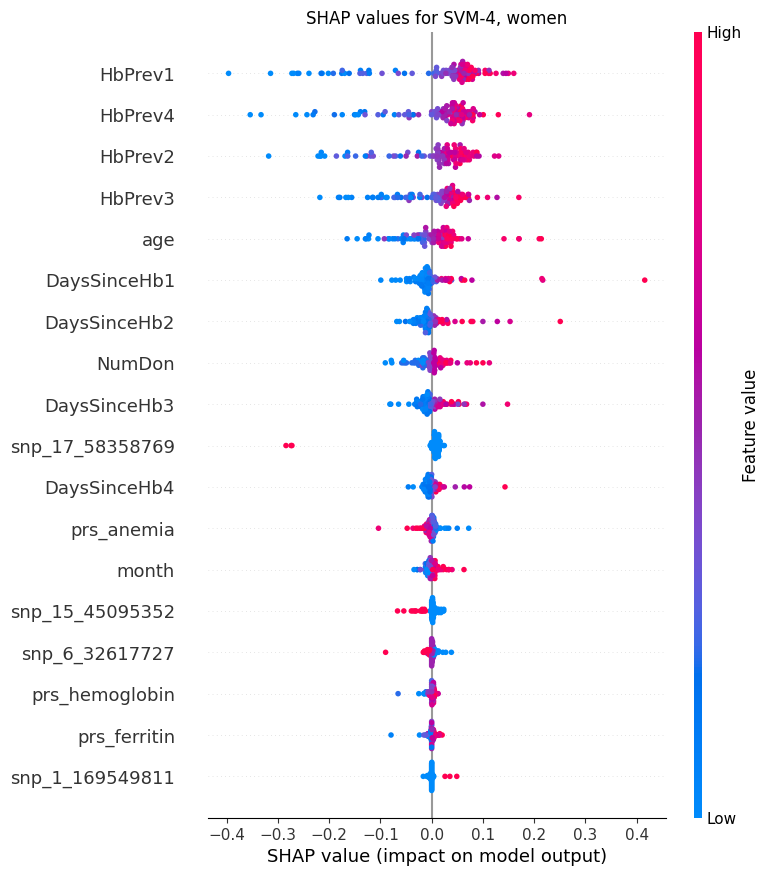 SHAP values for SVM-4, women
High
HbPrev1
HbPrev4
HbPrev2
HbPrev3
age
DaysSinceHb1
DaysSinceHb2
NumDon
DaysSinceHb3
snp_17_58358769
DaysSinceHb4
prs_anemia
month
snp_15_45095352
snp_6_32617727
prs_hemoglobin
prs_ferritin
snp_1_169549811
Feature value
Low
−0.4 −0.3 −0.2 −0.1 0.0 0.1 0.2 0.3 0.4
SHAP value (impact on model output)